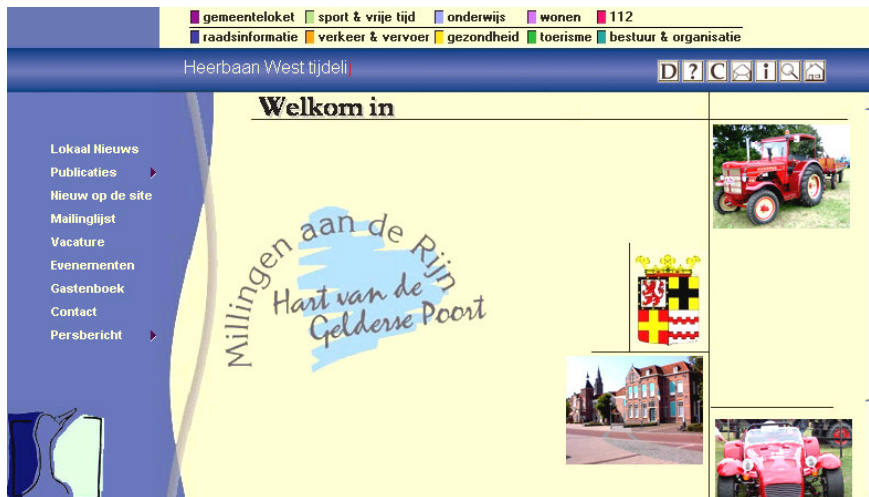 gemeenteloket sport & vrije tijd onderwijs wonen 112
raadsinformatie verkeer & vervoer gezondheid toerisme bestuur & organisatie
Heerbaan West tijdeli
D ? C i
Welkom in
Lokaal Nieuws
Publicaties
Nieuw op de site
Mailinglijst
Vacature
Evenementen
Gastenboek
Contact
Persbericht
Millingen aan de Rijn
Hart van de
Gelderse Poort